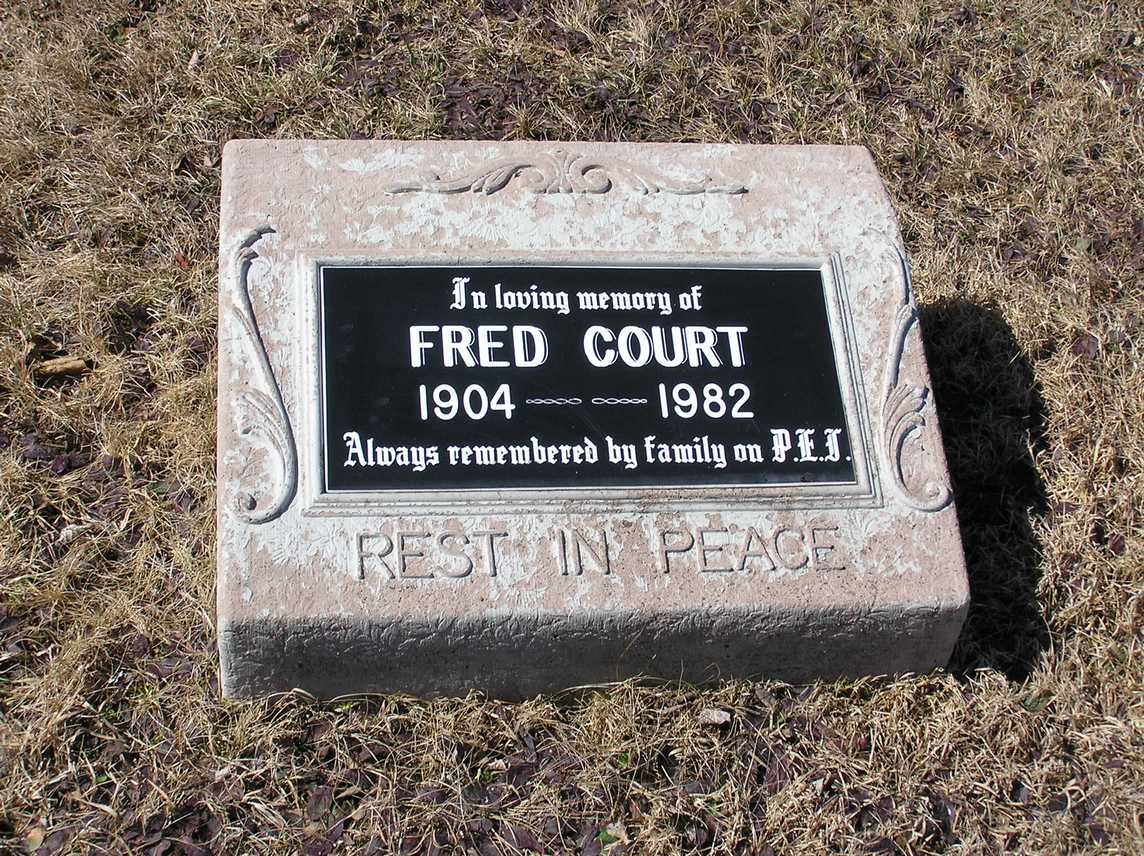 In loving memory of
FRED COURT
1904 1982
Always remembered by family on P.E.I.
REST IN PEACE